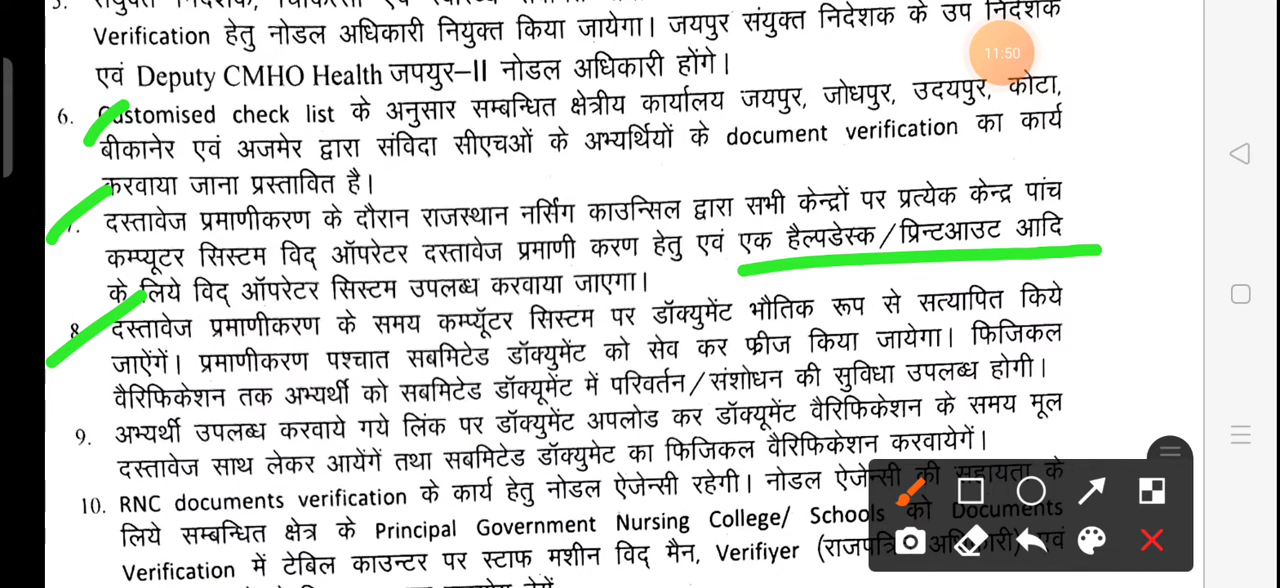 Verification हेतु नोडल अधिकारी नियुक्त किया जायेगा। जयपुर संयुक्त निदेशक के उप निदेशक
एवं Deputy CMHO Health जपयुर–II नोडल अधिकारी होंगे।
11:50
6. Customised check list के अनुसार सम्बन्धित क्षेत्रीय कार्यालय जयपुर, जोधपुर, उदयपुर, कोटा,
बीकानेर एवं अजमेर द्वारा संविदा सीएचओं के अभ्यर्थियों के document verification का कार्य
करवाया जाना प्रस्तावित है।
7. दस्तावेज प्रमाणीकरण के दौरान राजस्थान नर्सिग काउन्सिल द्वारा सभी केन्द्रों पर प्रत्येक केन्द्र पांच
कम्प्यूटर सिस्टम विद् ऑपरेटर दस्तावेज प्रमाणी करण हेतु एवं एक हैल्पडेस्क/प्रिन्टआउट आदि
के लिये विद् ऑपरेटर सिस्टम उपलब्ध करवाया जाएगा।
8. दस्तावेज प्रमाणीकरण के समय कम्प्यूॅटर सिस्टम पर डॉक्युमेंट भौतिक रूप से सत्यापित किये
जाऐंगें। प्रमाणीकरण पश्चात सबमिटेड डॉक्युमेंट को सेव कर फ्रीज किया जायेगा। फिजिकल
वैरिफिकेशन तक अभ्यर्थी को सबमिटेड डॉक्यूमेंट में परिवर्तन/संशोधन की सुविधा उपलब्ध होगी।
9. अभ्यर्थी उपलब्ध करवाये गये लिंक पर डॉक्युमेंट अपलोड कर डॉक्यूमेंट वैरिफिकेशन के समय मूल
दस्तावेज साथ लेकर आयेंगें तथा सबमिटेड डॉक्यूमेट का फिजिकल वैरिफिकेशन करवायेगें।
10. RNC documents verification के कार्य हेतु नोडल ऐजेन्सी रहेगी। नोडल ऐजेन्सी की सहायता के
लिये सम्बन्धित क्षेत्र के Principal Government Nursing College/ Schools को Documents
Verification में टेबिल काउन्टर पर स्टाफ मशीन विद् मैन, Verifiyer (राजपत्रित अधिकारी) एवं